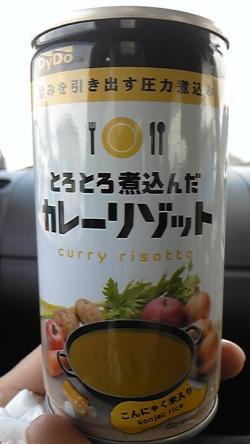 DyDo
旨みを引き出す圧力煮込み
とろとろ煮込んだ
カレーリゾット
curry risotto
こんにゃく米入り
konjac rice